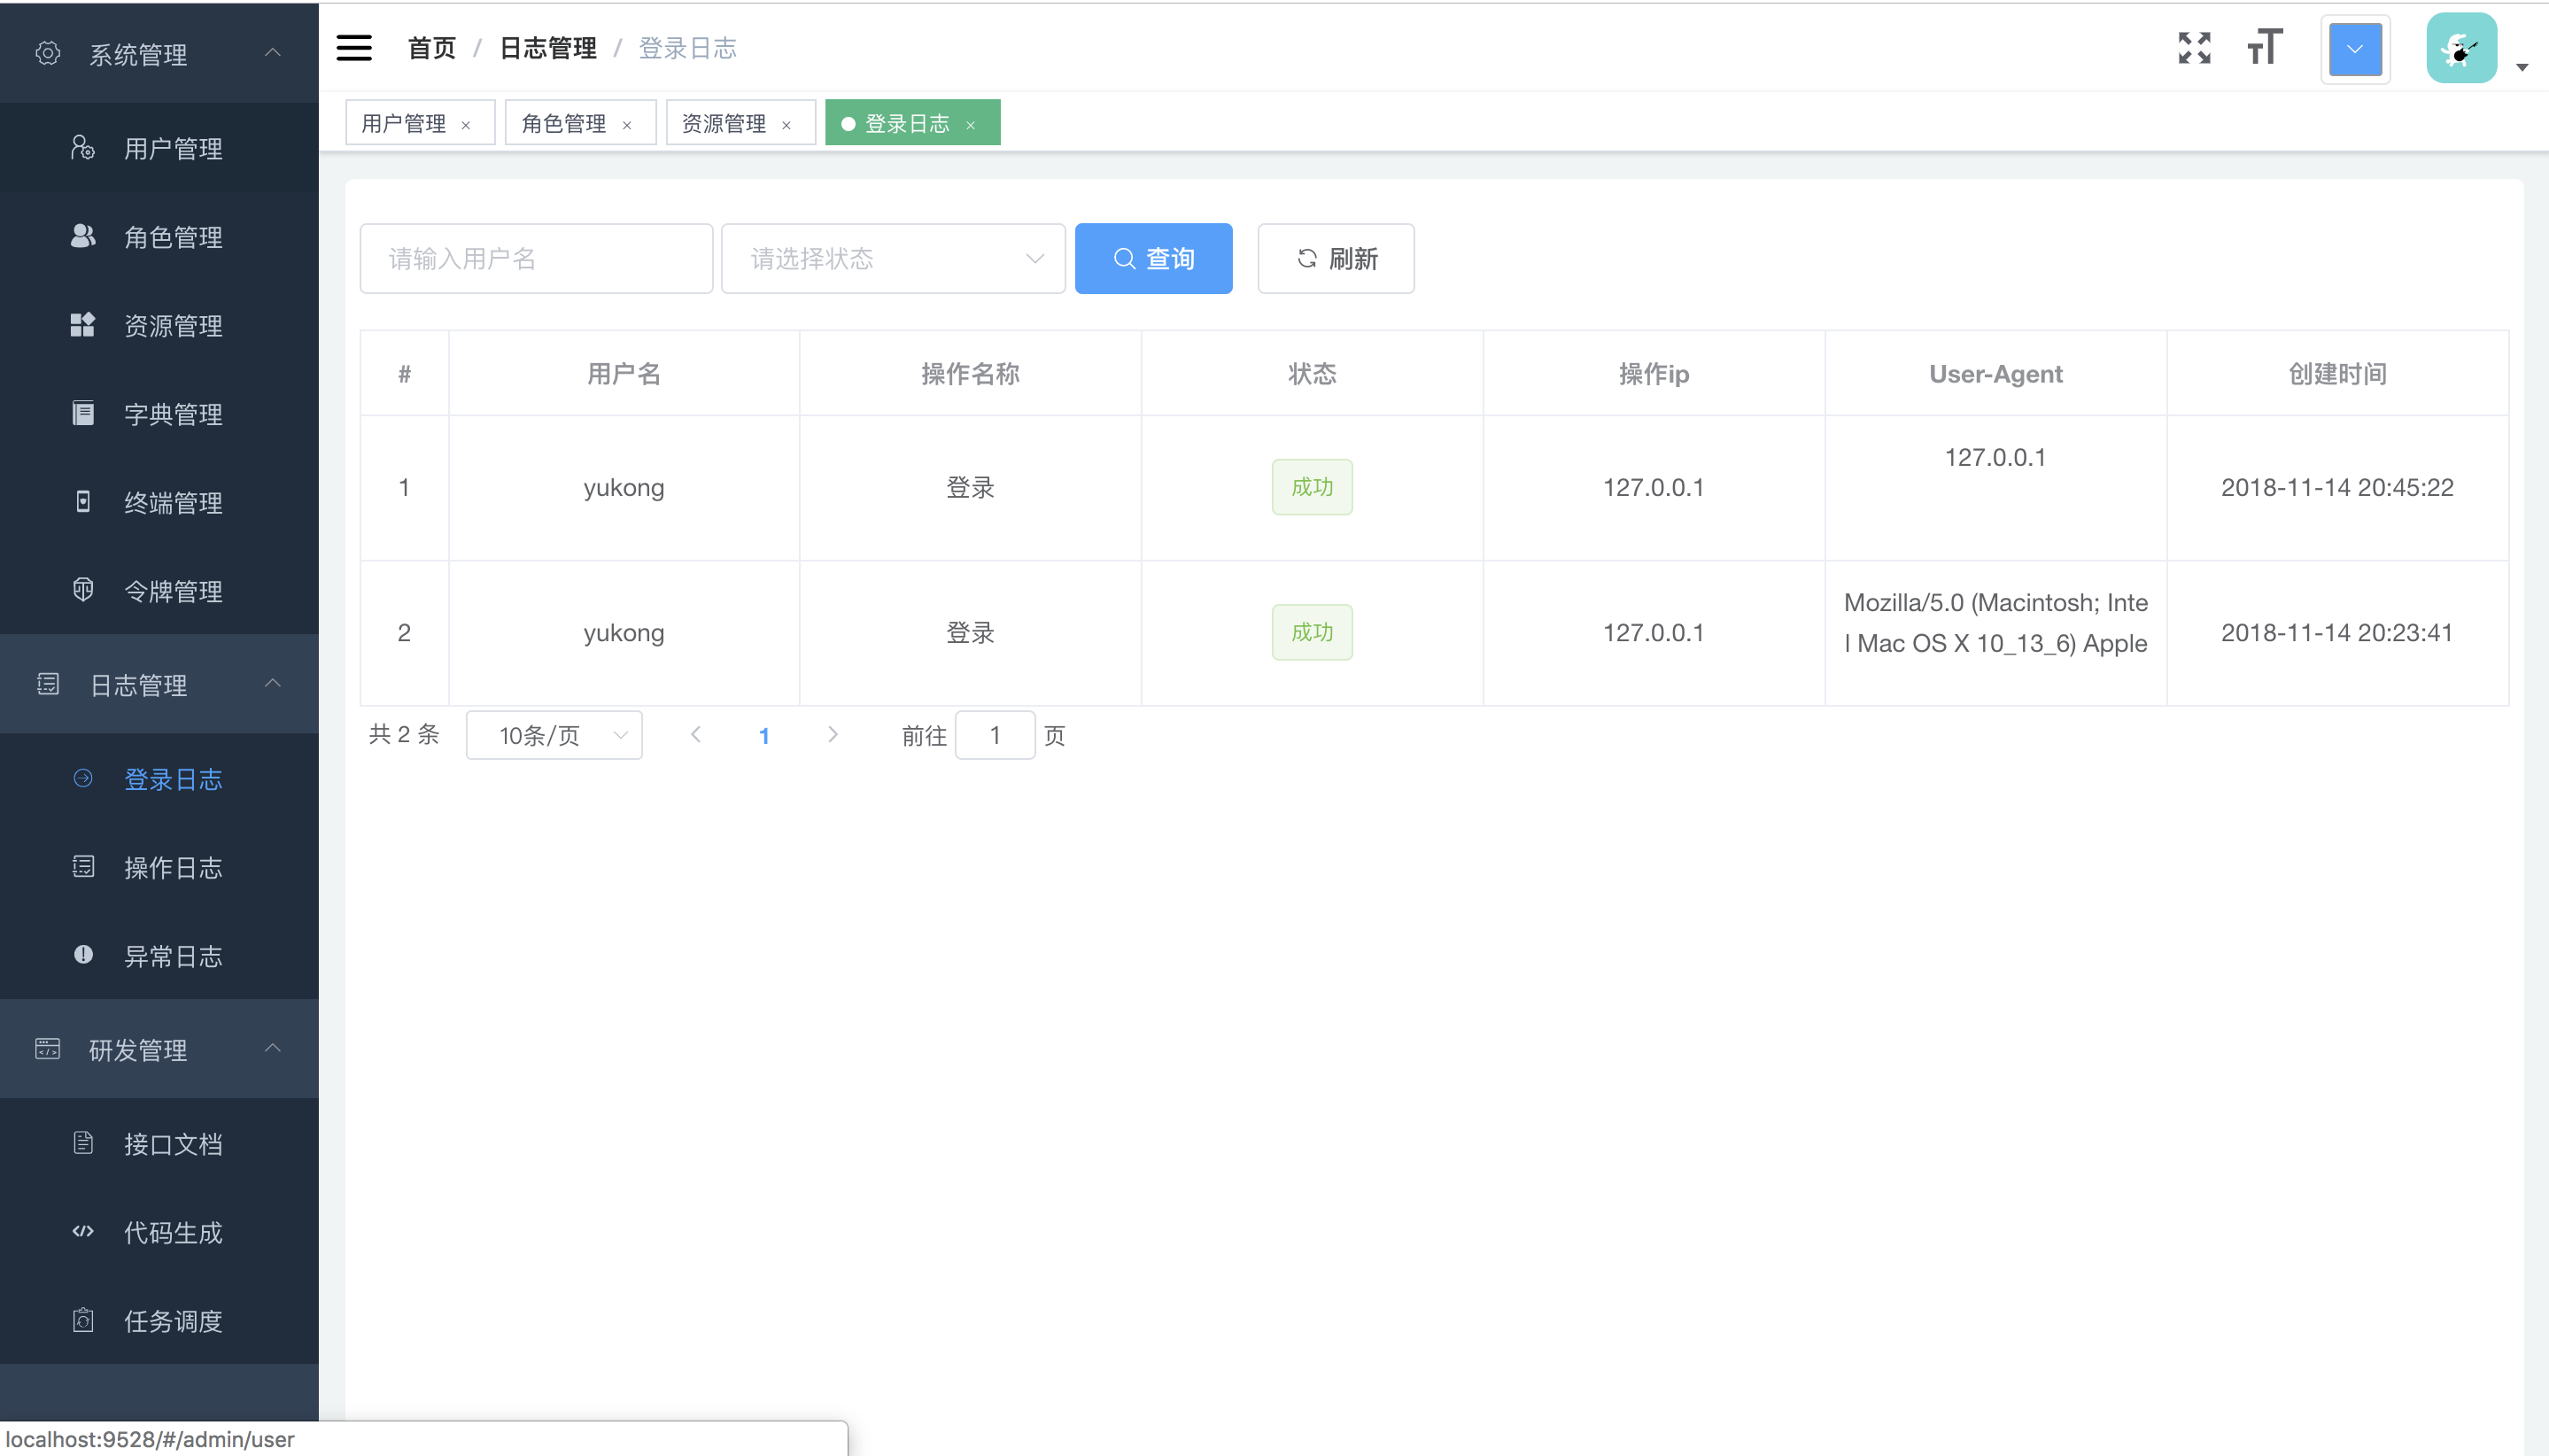 系统管理
用户管理
角色管理
资源管理
字典管理
终端管理
令牌管理
日志管理
登录日志
操作日志
异常日志
研发管理
接口文档
代码生成
任务调度
首页 / 日志管理 / 登录日志
用户管理 × 角色管理 × 资源管理 × 登录日志 ×
请输入用户名 请选择状态 查询 刷新
# 用户名 操作名称 状态 操作ip User-Agent 创建时间
1 yukong 登录 成功 127.0.0.1 127.0.0.1 2018-11-14 20:45:22
2 yukong 登录 成功 127.0.0.1 Mozilla/5.0 (Macintosh; Inte
l Mac OS X 10_13_6) Apple 2018-11-14 20:23:41
共 2 条 10条/页 1 前往 1 页
localhost:9528/#/admin/user